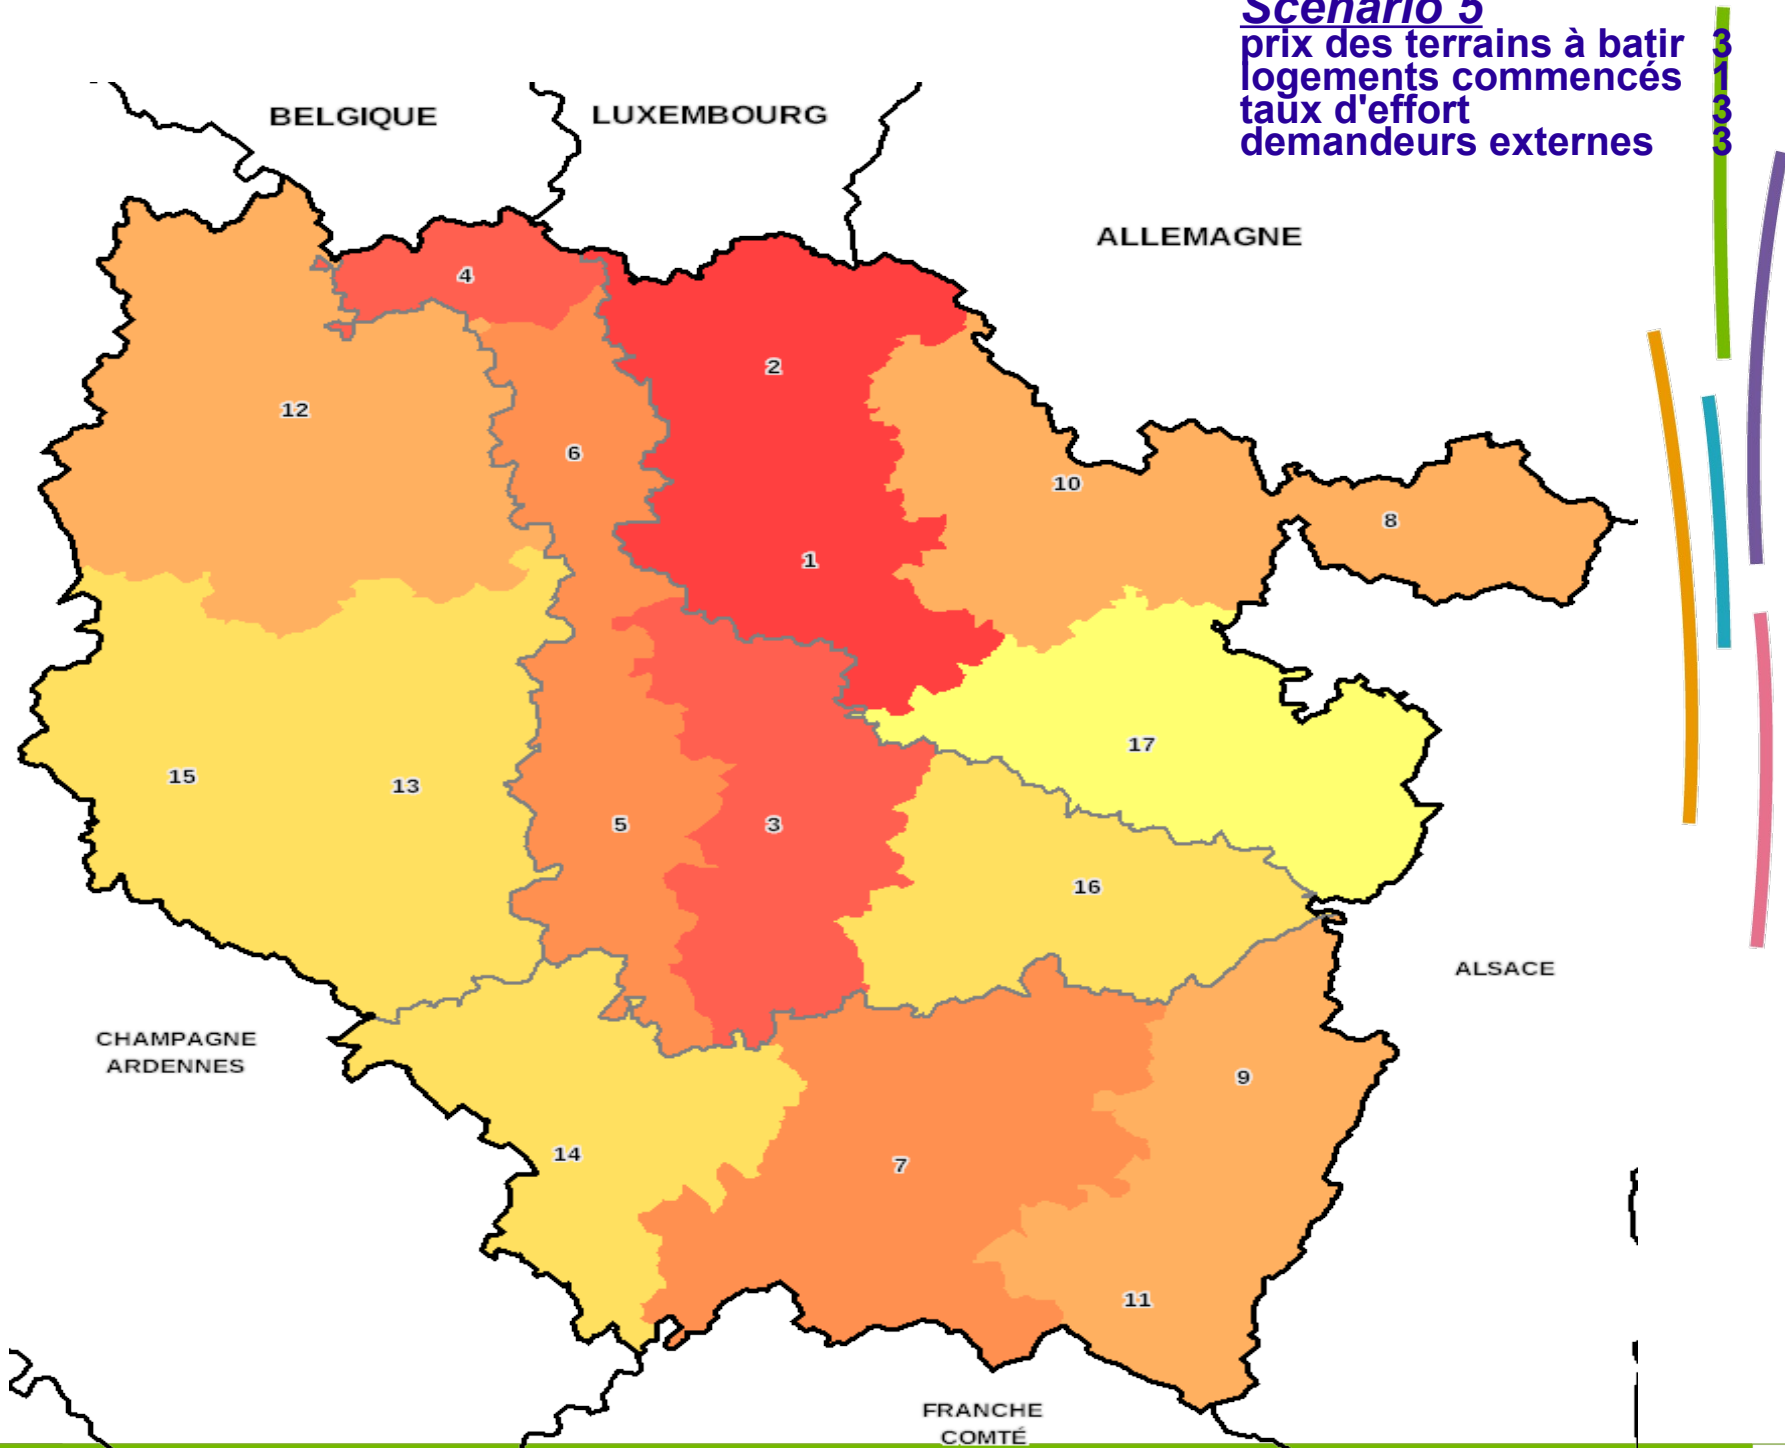 Scénario 5
prix des terrains à batir 3
logements commencés 1
taux d'effort 3
demandeurs externes 3
BELGIQUE
LUXEMBOURG
ALLEMAGNE
4
2
12
6
10
8
1
17
15
13
5
3
16
ALSACE
CHAMPAGNE
ARDENNES
9
14
7
11
FRANCHE
COMTÉ